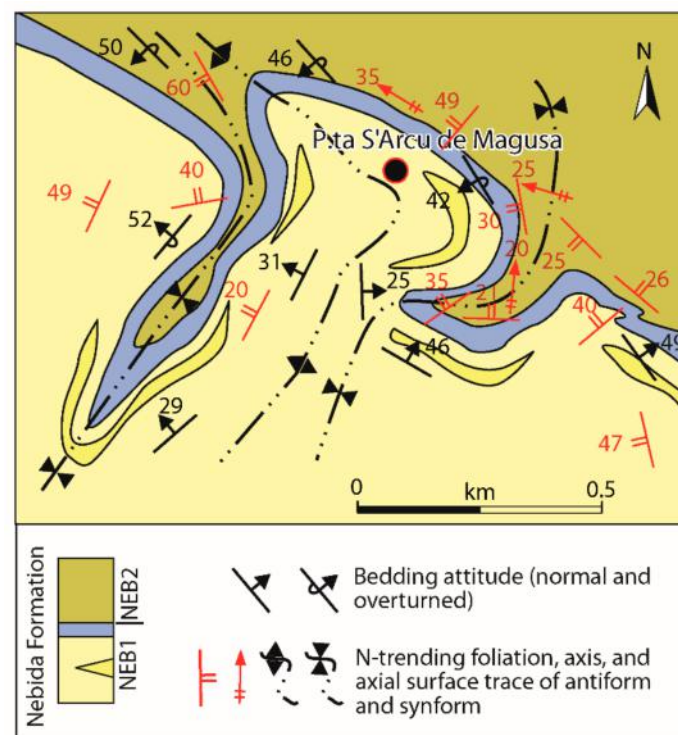 50
46
60
35
49
N
P.ta S'Arcu de Magusa
40
49
25
52
42
30
20
31
25
25
20
35
21
26
40
46
49
29
47
0
0.5
km
Nebida Formation
NEB1
NEB2
Bedding attitude (normal and
overturned)
N-trending foliation, axis, and
axial surface trace of antiform
and synform